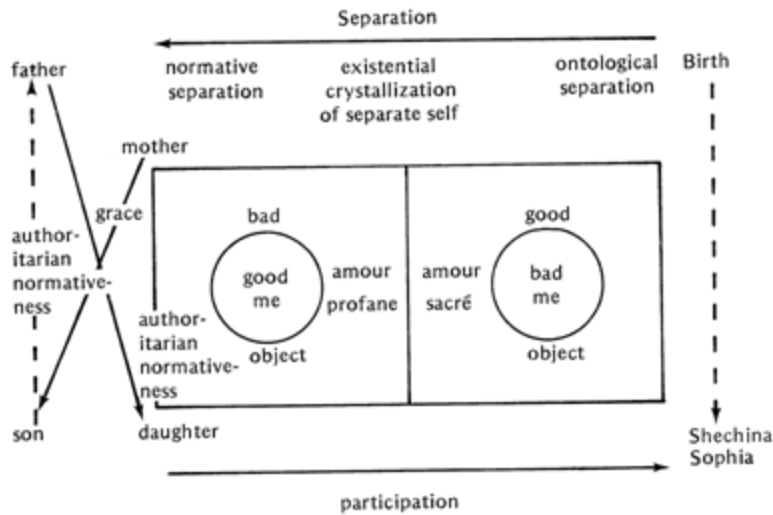 Separation
father
normative
separation
existential
crystallization
of separate self
ontological
separation
Birth
mother
grace
author-
itarian
normative-
ness
bad
good
me
object
amour
profane
amour
sacré
good
bad
me
object
author-
itarian
normative-
ness
son
daughter
Shechina
Sophia
participation